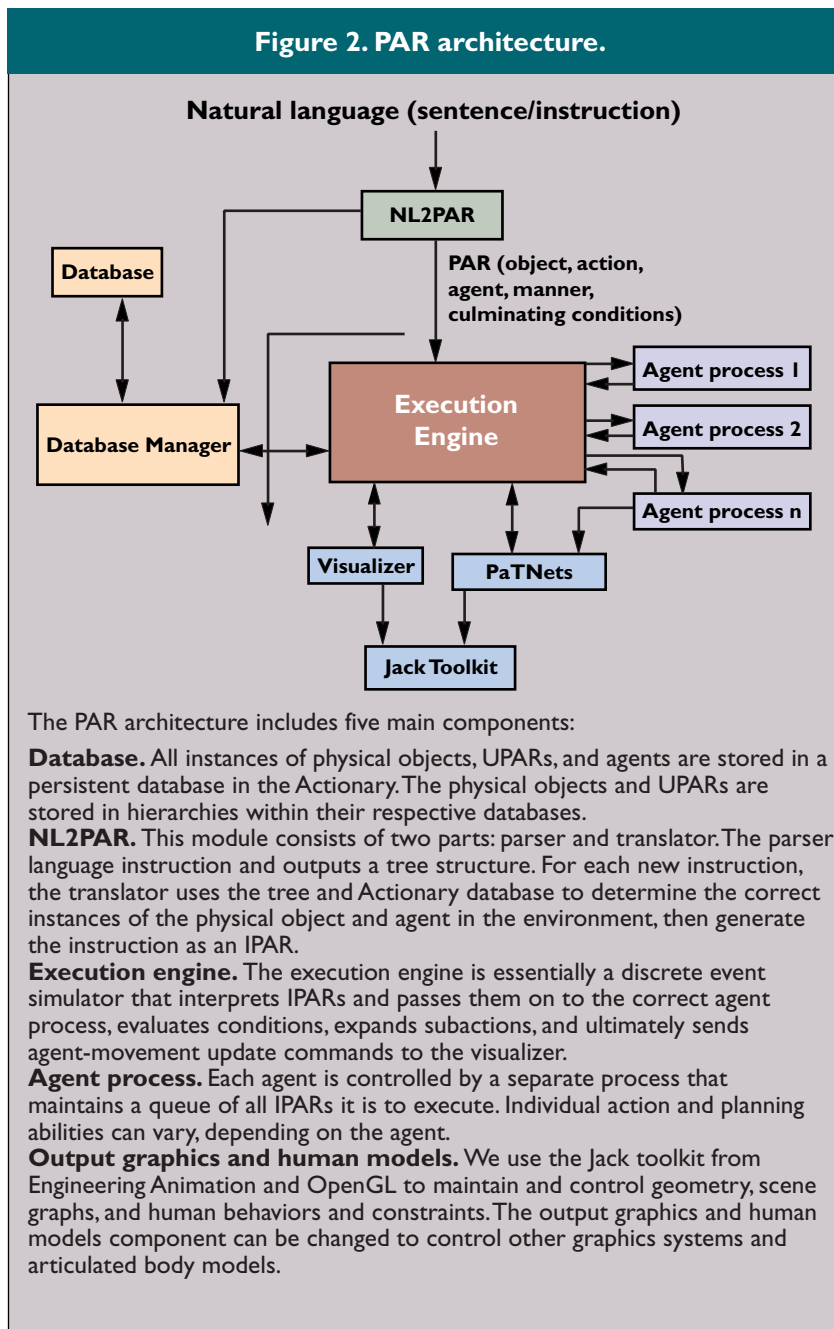 Figure 2. PAR architecture.
Natural language (sentence/instruction)
NL2PAR
PAR (object, action,
agent, manner,
culminating conditions)
Database
Database Manager
Execution
Engine
Agent process 1
Agent process 2
Agent process n
Visualizer
PaTNets
Jack Toolkit
The PAR architecture includes five main components:
Database. All instances of physical objects, UPARs, and agents are stored in a
persistent database in the Actionary. The physical objects and UPARs are
stored in hierarchies within their respective databases.
NL2PAR. This module consists of two parts: parser and translator. The parser
language instruction and outputs a tree structure. For each new instruction,
the translator uses the tree and Actionary database to determine the correct
instances of the physical object and agent in the environment, then generate
the instruction as an IPAR.
Execution engine. The execution engine is essentially a discrete event
simulator that interprets IPARs and passes them on to the correct agent
process, evaluates conditions, expands subactions, and ultimately sends
agent-movement update commands to the visualizer.
Agent process. Each agent is controlled by a separate process that
maintains a queue of all IPARs it is to execute. Individual action and planning
abilities can vary, depending on the agent.
Output graphics and human models. We use the Jack toolkit from
Engineering Animation and OpenGL to maintain and control geometry, scene
graphs, and human behaviors and constraints. The output graphics and human
models component can be changed to control other graphics systems and
articulated body models.